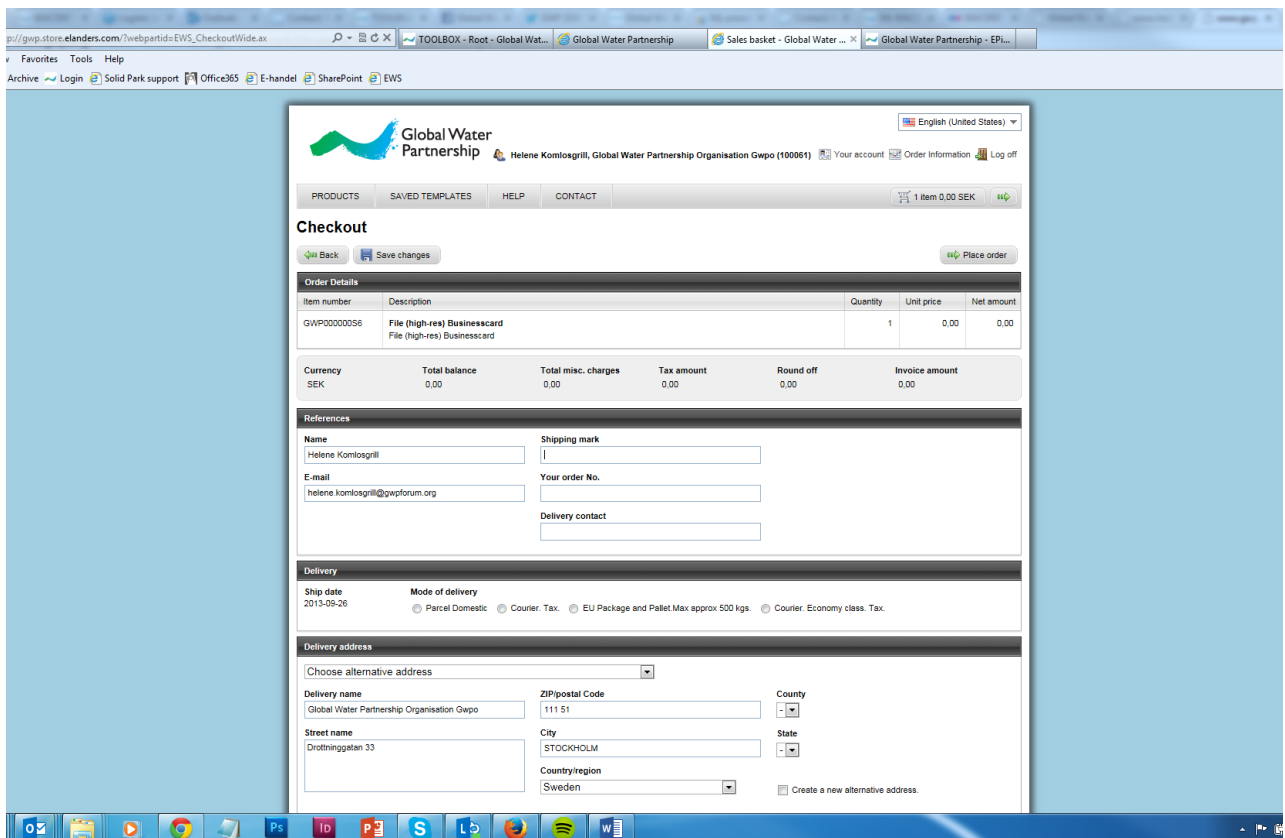 p://gwp.store.elanders.com/?webpartid=EWS_CheckoutWide.ax
TOOLBOX - Root - Global Wat...
Global Water Partnership
Sales basket - Global Water ...
Global Water Partnership - EPi...
Favorites Tools Help
Archive Login Solid Park support Office365 E-handel SharePoint EWS
English (United States)
Global Water
Partnership
Helene Komlosgrill, Global Water Partnership Organisation Gwpo (100061) Your account Order Information Log off
PRODUCTS SAVED TEMPLATES HELP CONTACT 1 item 0,00 SEK
Checkout
Back Save changes Place order
Order Details
Item number Description Quantity Unit price Net amount
GWP000000S6 File (high-res) Businesscard 1 0,00 0,00
File (high-res) Businesscard
Currency Total balance Total misc. charges Tax amount Round off Invoice amount
SEK 0,00 0,00 0,00 0,00 0,00
References
Name Shipping mark
Helene Komlosgrill
E-mail Your order No.
helene.komlosgrill@gwpforum.org
Delivery contact
Delivery
Ship date Mode of delivery
2013-09-26 Parcel Domestic Courier. Tax. EU Package and Pallet.Max approx 500 kgs. Courier. Economy class. Tax.
Delivery address
Choose alternative address
Delivery name ZIP/postal Code County
Global Water Partnership Organisation Gwpo 111 51 -
Street name City State
Drottninggatan 33 STOCKHOLM -
Country/region
Sweden Create a new alternative address.